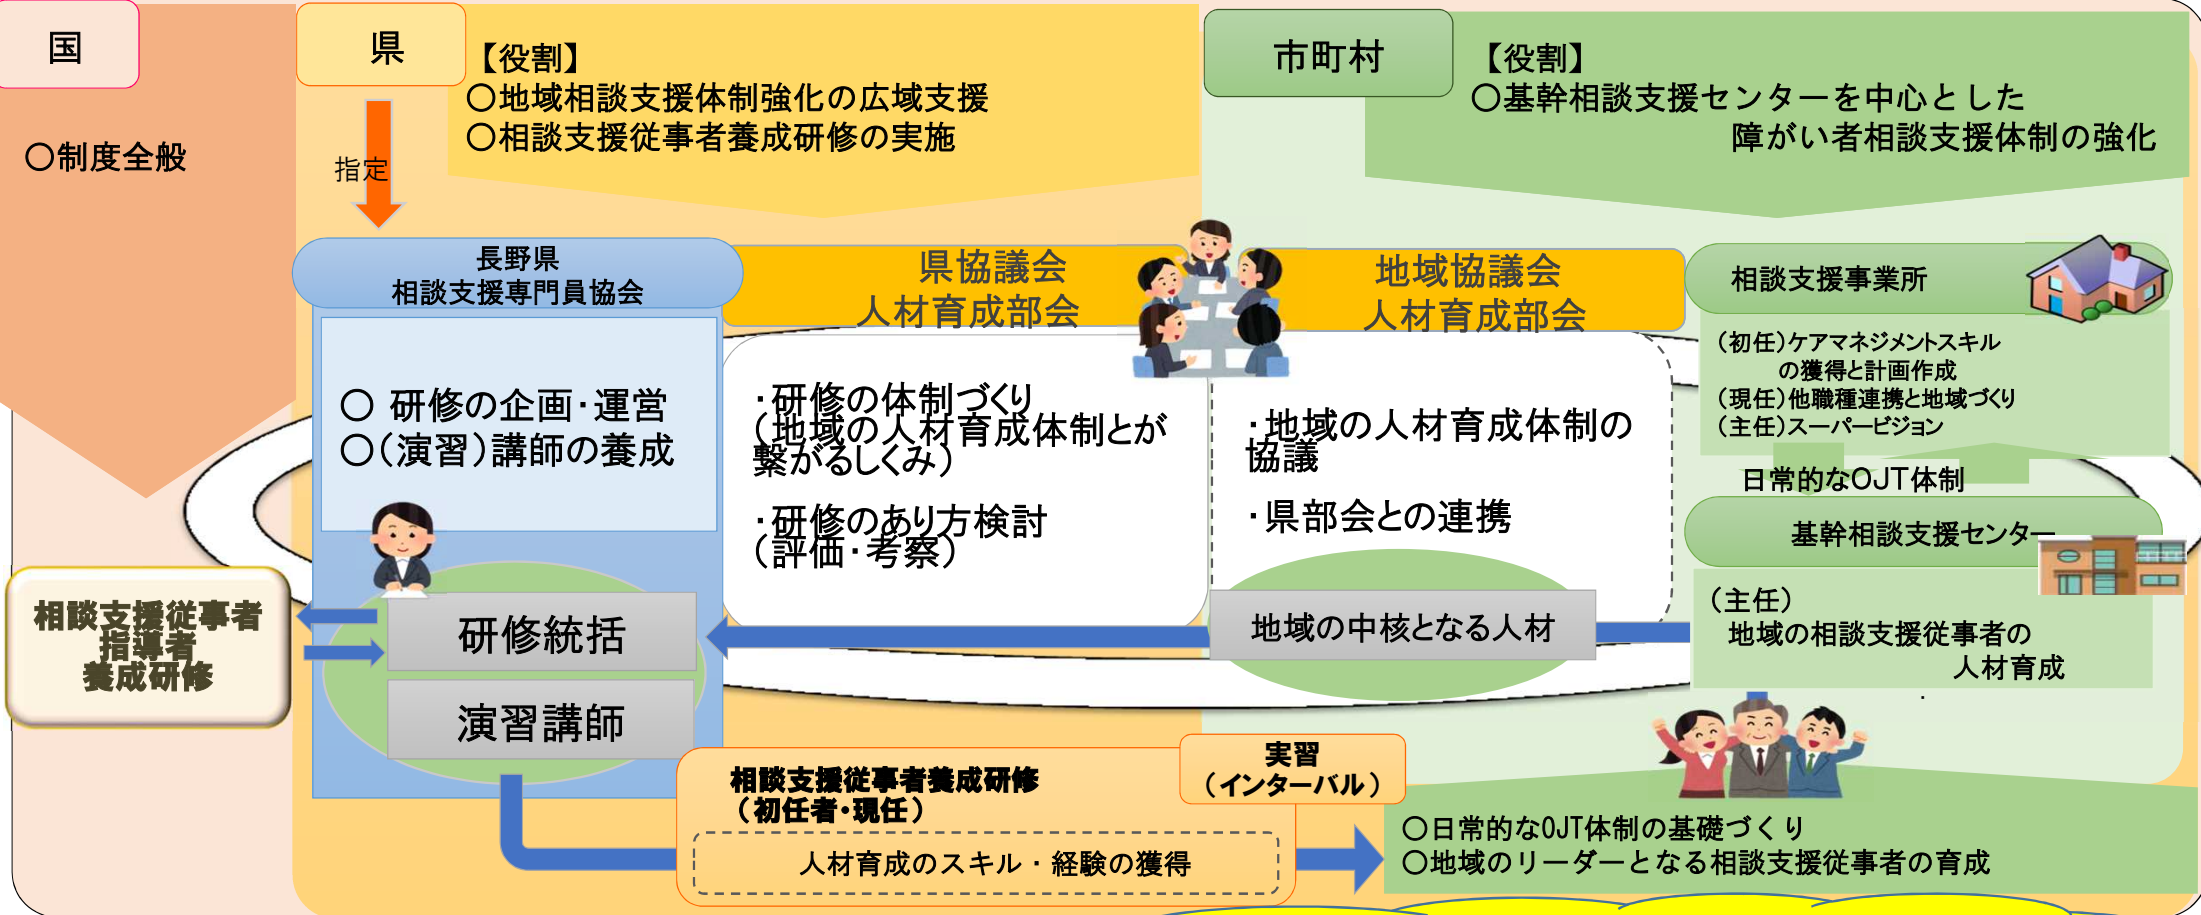 国
〇制度全般
県
【役割】
〇地域相談支援体制強化の広域支援
〇相談支援従事者養成研修の実施
指定
市町村
【役割】
〇基幹相談支援センターを中心とした
障がい者相談支援体制の強化
長野県
相談支援専門員協会
〇 研修の企画・運営
〇（演習）講師の養成
県協議会
人材育成部会
・研修の体制づくり
（地域の人材育成体制とが
繋がるしくみ）
・研修のあり方検討
（評価・考察）
地域協議会
人材育成部会
・地域の人材育成体制の
協議
・県部会との連携
相談支援事業所
（初任）ケアマネジメントスキル
の獲得と計画作成
（現任）他職種連携と地域づくり
（主任）スーパービジョン
日常的なOJT体制
基幹相談支援センター
（主任）
地域の相談支援従事者の
人材育成
相談支援従事者
指導者
養成研修
研修統括
演習講師
地域の中核となる人材
相談支援従事者養成研修
（初任者・現任）
人材育成のスキル・経験の獲得
実習
（インターバル）
〇日常的なOJT体制の基礎づくり
〇地域のリーダーとなる相談支援従事者の育成